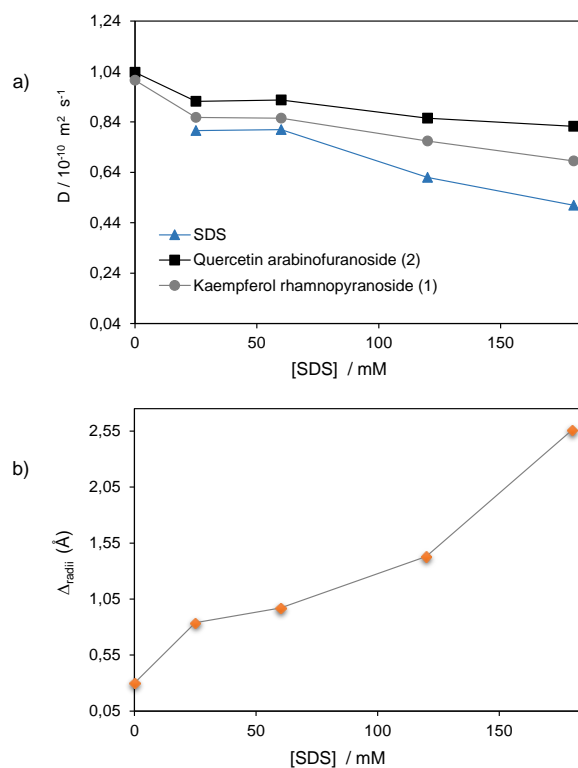 a)
1,24
1,04
0,84
0,64
0,44
0,24
0,04
D / 10⁻¹⁰ m² s⁻¹
SDS
Quercetin arabinofuranoside (2)
Kaempferol rhamnopyranoside (1)
0 50 100 150
[SDS] / mM
b)
2,55
2,05
1,55
1,05
0,55
0,05
Δradii (Å)
0 50 100 150
[SDS] / mM